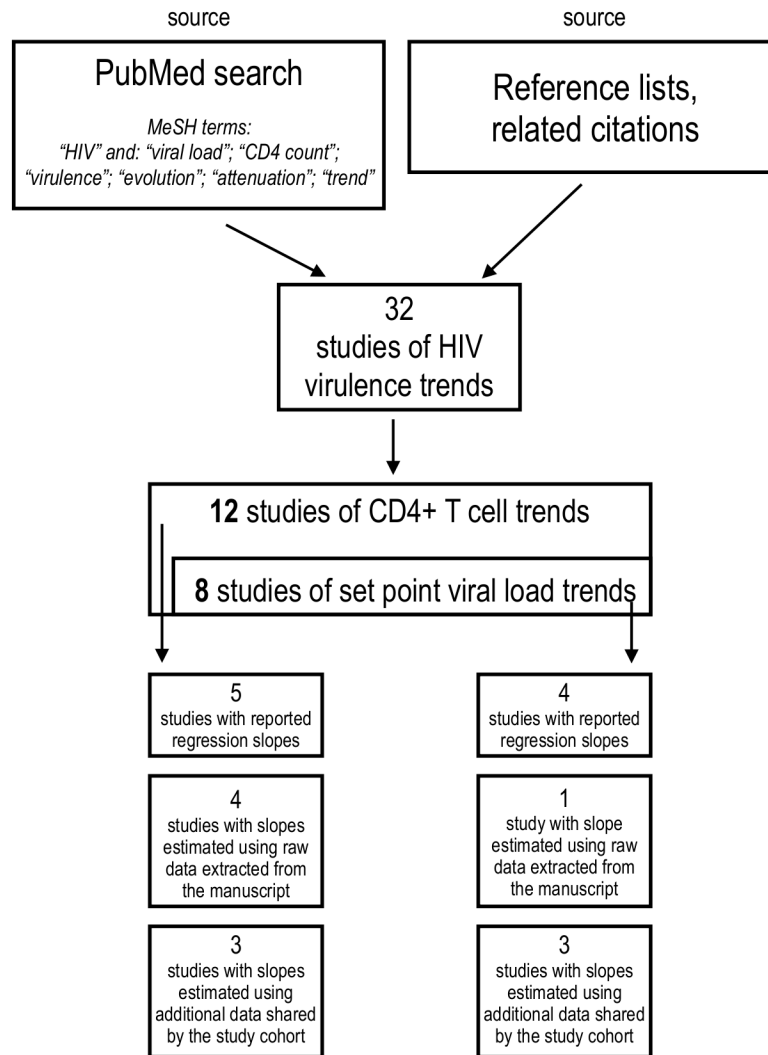 source
PubMed search
MeSH terms:
“HIV” and: “viral load”; “CD4 count”;
“virulence”; “evolution”; “attenuation”; “trend”
source
Reference lists,
related citations
32
studies of HIV
virulence trends
12 studies of CD4+ T cell trends
8 studies of set point viral load trends
5
studies with reported
regression slopes
4
studies with slopes
estimated using raw
data extracted from
the manuscript
3
studies with slopes
estimated using
additional data shared
by the study cohort
4
studies with reported
regression slopes
1
study with slope
estimated using raw
data extracted from
the manuscript
3
studies with slopes
estimated using
additional data shared
by the study cohort